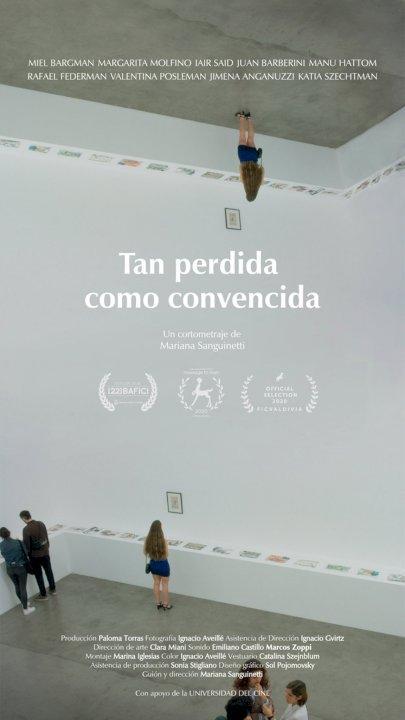 MIEL BARGMAN MARGARITA MOLFINO IAIR SAID JUAN BARBERINI MANU HATTOM
RAFAEL FEDERMAN VALENTINA POSLEMAN JIMENA ANGANUZZI KATIA SZECHTMAN
Tan perdida
como convencida
Un cortometraje de
Mariana Sanguinetti
[22]BAFICI
2020
OFFICIAL
SELECTION
2020
FICVALDIVIA
Producción Paloma Torras Fotografía Ignacio Aveillé Asistencia de Dirección Ignacio Gvirtz
Dirección de arte Clara Miani Sonido Emiliano Castillo Marcos Zoppi
Montaje Marina Iglesias Color Ignacio Aveillé Vestuario Catalina Szejnblum
Asistencia de producción Sonia Stigliano Diseño gráfico Sol Pojomovsky
Guión y dirección Mariana Sanguinetti
Con apoyo de la UNIVERSIDAD DEL CINE